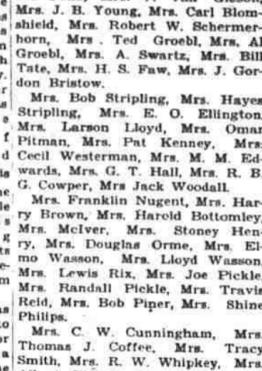 Mrs. J. B. Young, Mrs. Carl Blom-
shield, Mrs. Robert W. Schermer-
horn, Mrs. Ted Groebl, Mrs. Al
Groebl, Mrs. A. Swartz, Mrs. Bill
Tate, Mrs. H. S. Faw, Mrs. J. Gor-
don Bristow.
Mrs. Bob Stripling, Mrs. Hayes
Stripling, Mrs. E. O. Ellington,
Mrs. Larson Lloyd, Mrs. Omar
Pitman, Mrs. Pat Kenney, Mrs.
Cecil Westerman, Mrs. M. M. Ed-
wards, Mrs. G. T. Hall, Mrs. R. B.
G. Cowper, Mrs Jack Woodall.
Mrs. Franklin Nugent, Mrs. Har-
ry Brown, Mrs. Harold Bottomley,
Mrs. McIver, Mrs. Stoney Hen-
ry, Mrs. Douglas Orme, Mrs. El-
mo Wasson, Mrs. Lloyd Wasson,
Mrs. Lewis Rix, Mrs. Joe Pickle,
Mrs. Randall Pickle, Mrs. Travis
Reid, Mrs. Bob Piper, Mrs. Shine
Philips.
Mrs. C. W. Cunningham, Mrs.
Thomas J. Coffee, Mrs. Tracy
Smith, Mrs. R. W. Whipkey, Mrs.